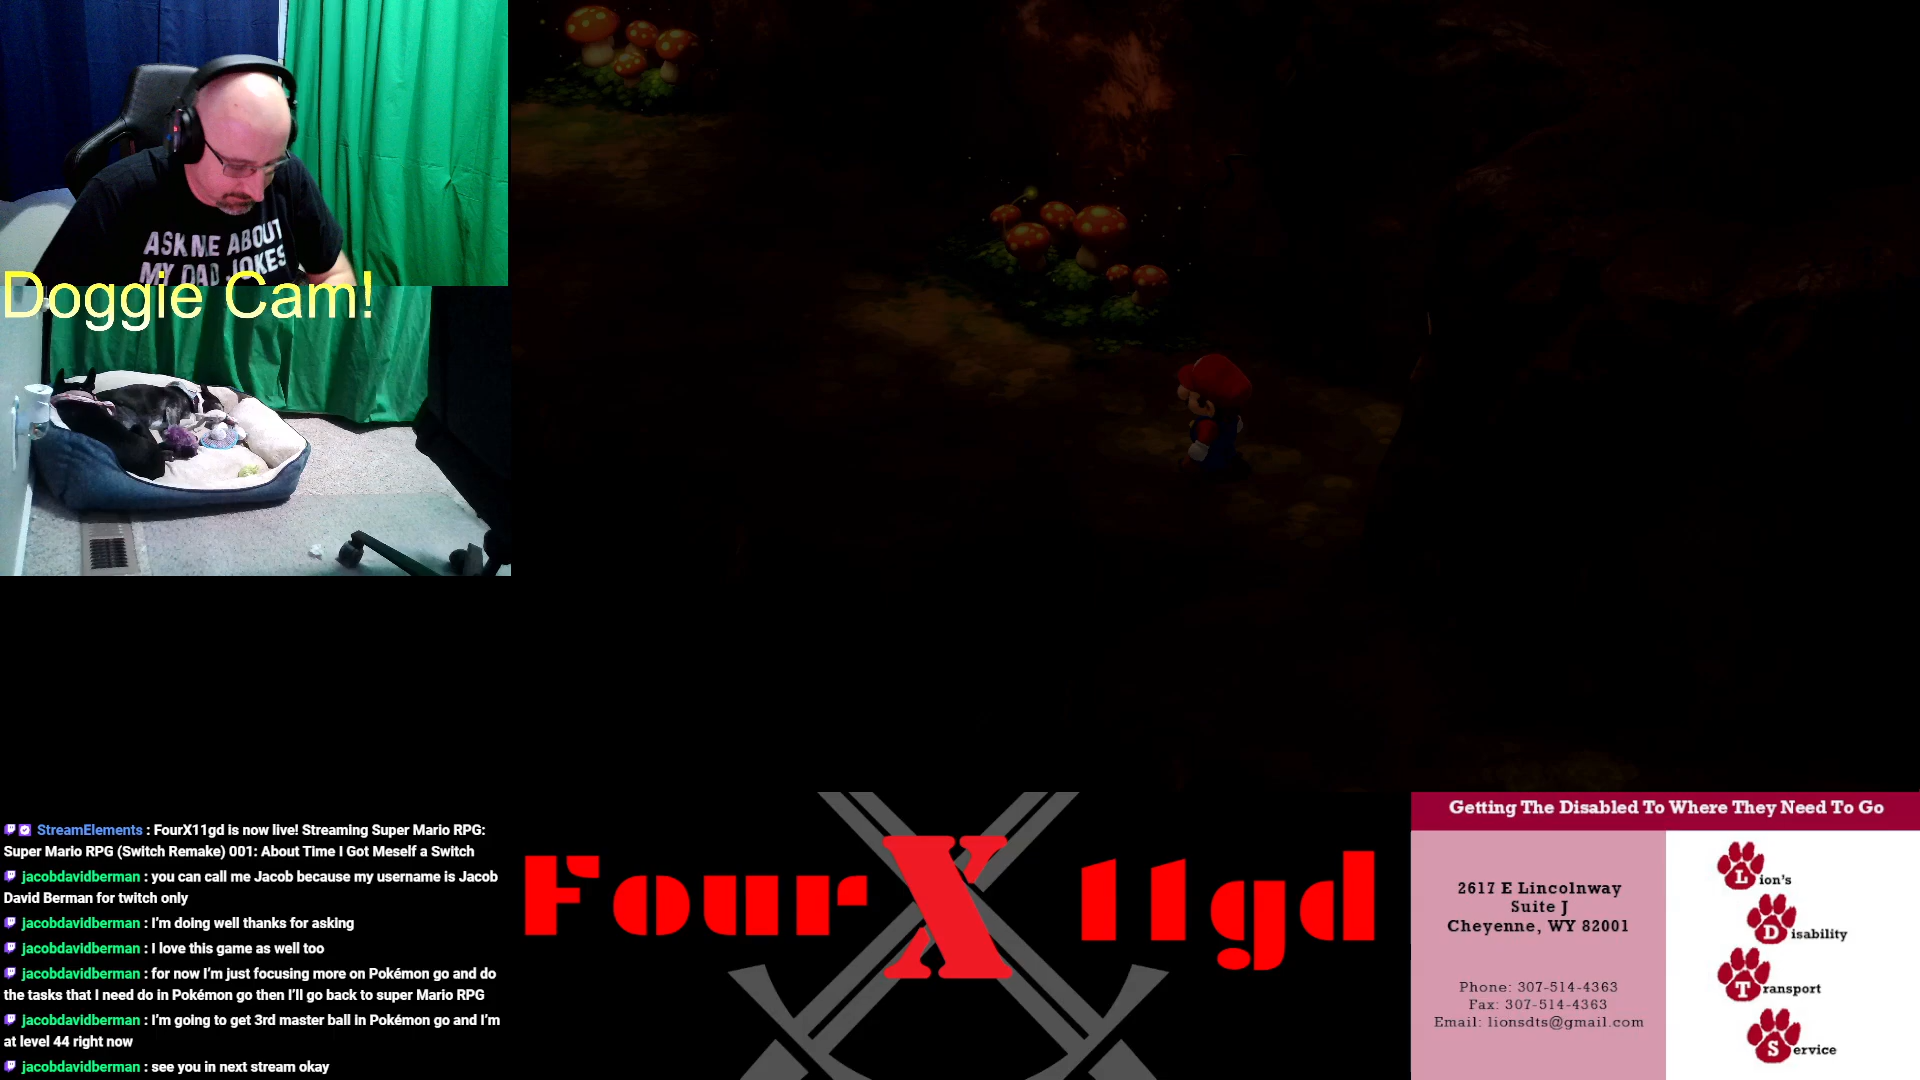 ASK ME ABOUT
MY DAD JOKES
Doggie Cam!
StreamElements : FourX11gd is now live! Streaming Super Mario RPG:
Super Mario RPG (Switch Remake) 001: About Time I Got Meself a Switch
jacobdavidberman : you can call me Jacob because my username is Jacob
David Berman for twitch only
jacobdavidberman : I'm doing well thanks for asking
jacobdavidberman : I love this game as well too
jacobdavidberman : for now I'm just focusing more on Pokémon go and do
the tasks that I need do in Pokémon go then I'll go back to super Mario RPG
jacobdavidberman : I'm going to get 3rd master ball in Pokémon go and I'm
at level 44 right now
jacobdavidberman : see you in next stream okay
FourX11gd
Getting The Disabled To Where They Need To Go
2617 E Lincolnway
Suite J
Cheyenne, WY 82001
Phone: 307-514-4363
Fax: 307-514-4363
Email: lionsdts@gmail.com
Lion's
Disability
Transport
Service